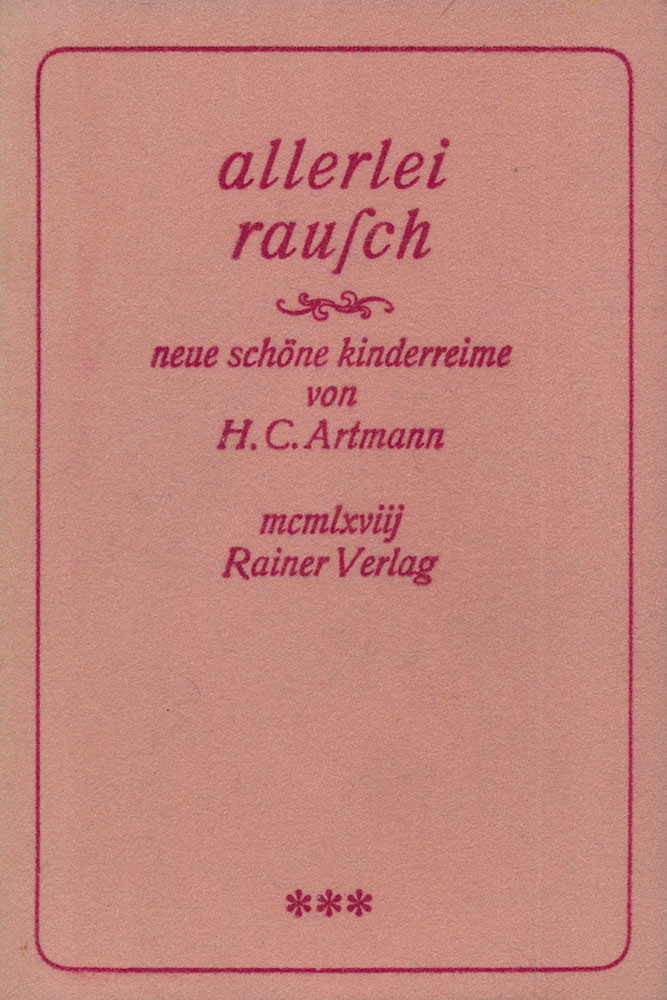 allerlei
rauſch
neue schöne kinderreime
von
H. C. Artmann
mcmlxviij
Rainer Verlag
***